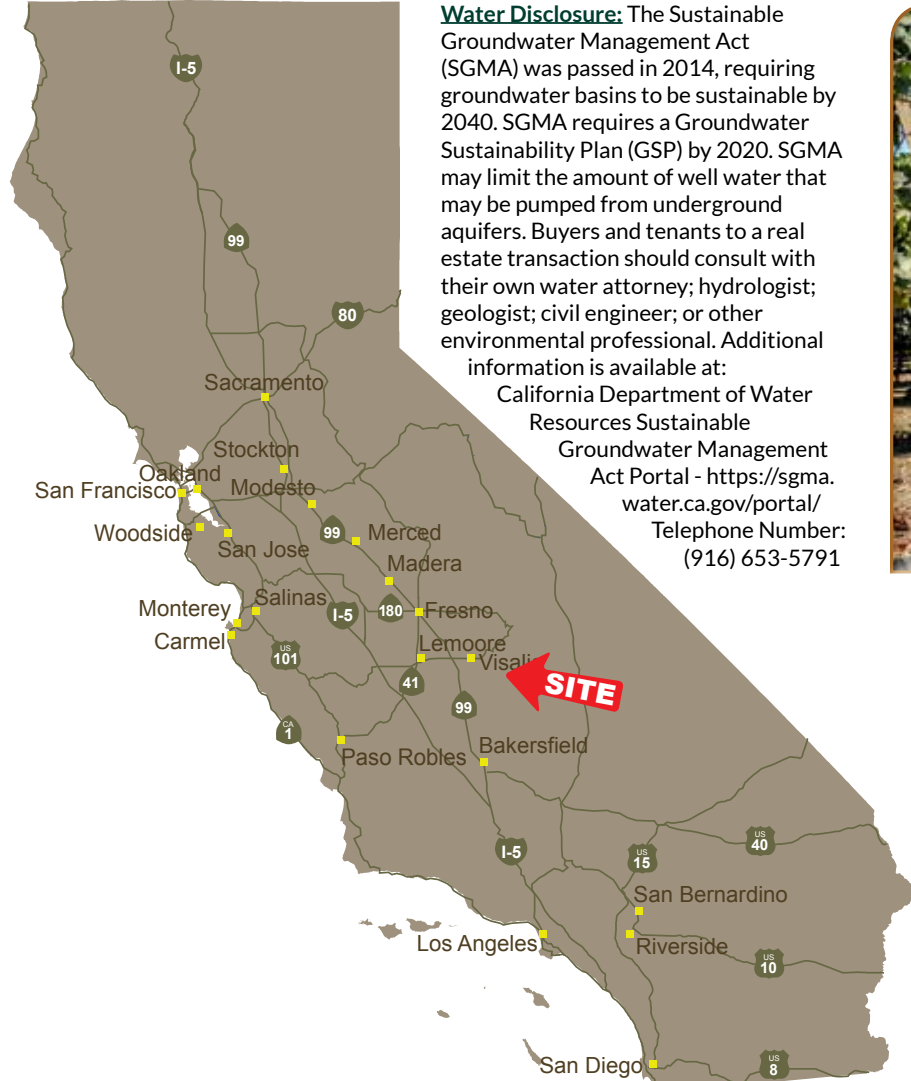 Water Disclosure: The Sustainable
Groundwater Management Act
(SGMA) was passed in 2014, requiring
groundwater basins to be sustainable by
2040. SGMA requires a Groundwater
Sustainability Plan (GSP) by 2020. SGMA
may limit the amount of well water that
may be pumped from underground
aquifers. Buyers and tenants to a real
estate transaction should consult with
their own water attorney; hydrologist;
geologist; civil engineer; or other
environmental professional. Additional
information is available at:
California Department of Water
Resources Sustainable
Groundwater Management
Act Portal - https://sgma.
water.ca.gov/portal/
Telephone Number:
(916) 653-5791
I-5
99
80
Sacramento
Stockton
Oakland
San Francisco
Modesto
Woodside
99
Merced
San Jose
Madera
Salinas
Monterey
I-5
180
Fresno
Carmel
US
101
Lemoore
Visalia
41
SITE
99
CA
1
Paso Robles
Bakersfield
I-5
US
15
US
40
San Bernardino
Los Angeles
Riverside
US
10
San Diego
US
8